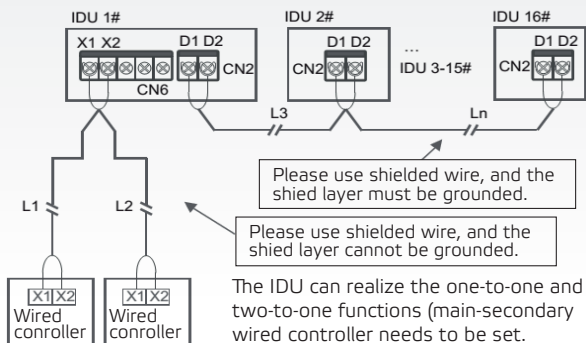 IDU 1#
IDU 2#
IDU 16#
X1 X2
D1 D2
D1 D2
D1 D2
CN2
CN2
CN2
CN6
...
IDU 3-15#
L3
Ln
Please use shielded wire, and the
shied layer must be grounded.
L1
L2
Please use shielded wire, and the
shied layer cannot be grounded.
X1 X2
Wired
conroller
X1 X2
Wired
conroller
The IDU can realize the one-to-one and
two-to-one functions (main-secondary
wired controller needs to be set.